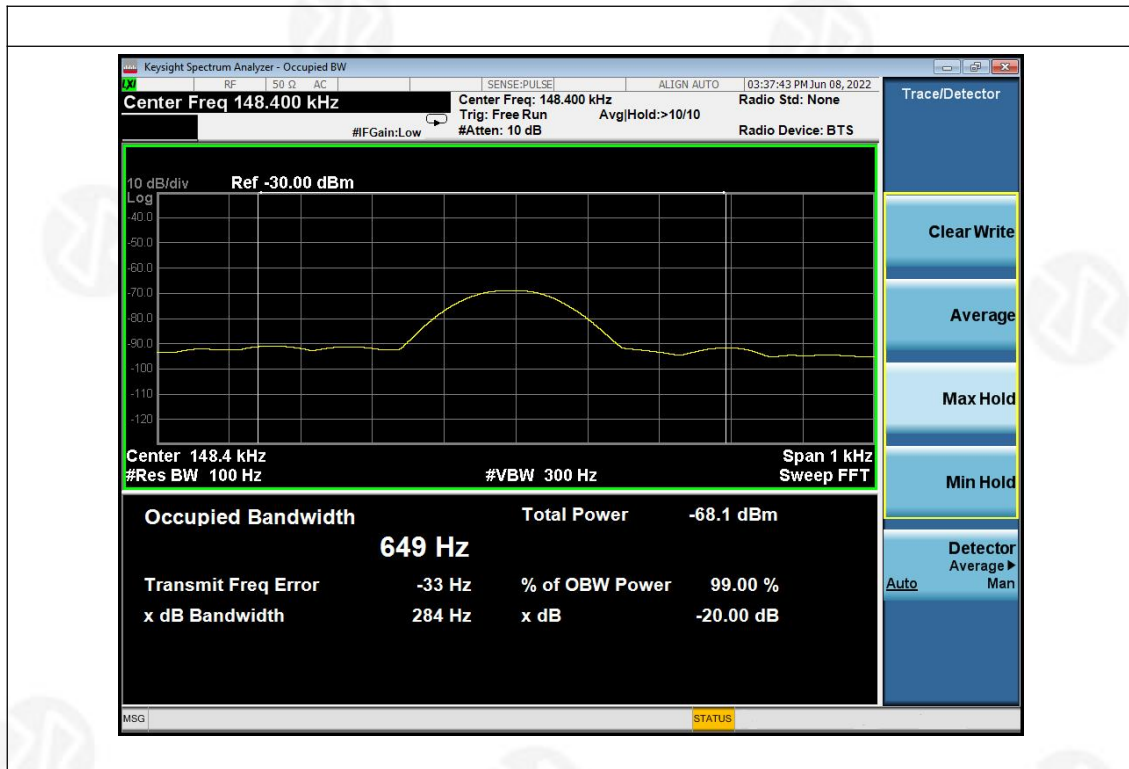 Keysight Spectrum Analyzer - Occupied BW
LXI RF 50 Ω AC SENSE:PULSE ALIGN AUTO 03:37:43 PM Jun 08, 2022
Center Freq 148.400 kHz Center Freq: 148.400 kHz Radio Std: None
Trig: Free Run Avg|Hold:>10/10
#IFGain:Low #Atten: 10 dB Radio Device: BTS
10 dB/div Ref -30.00 dBm
Log
-40.0
-50.0
-60.0
-70.0
-80.0
-90.0
-100
-110
-120
Center 148.4 kHz Span 1 kHz
#Res BW 100 Hz #VBW 300 Hz Sweep FFT
Occupied Bandwidth Total Power -68.1 dBm
649 Hz
Transmit Freq Error -33 Hz % of OBW Power 99.00 %
x dB Bandwidth 284 Hz x dB -20.00 dB
MSG STATUS
Trace/Detector
Clear Write
Average
Max Hold
Min Hold
Detector
Average
Auto Man